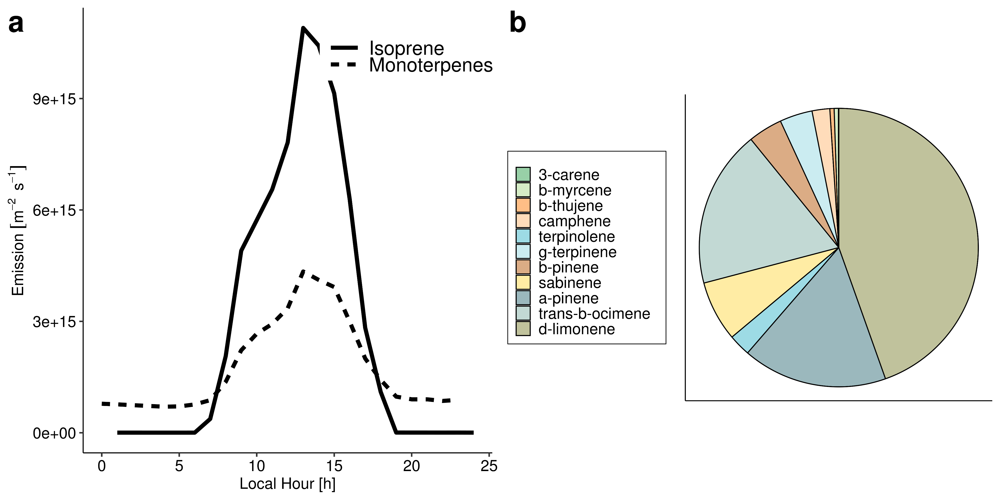 a
Isoprene
Monoterpenes
9e+15
6e+15
3e+15
0e+00
Emission [m⁻² s⁻¹]
0 5 10 15 20 25
Local Hour [h]
b
3-carene
b-myrcene
b-thujene
camphene
terpinolene
g-terpinene
b-pinene
sabinene
a-pinene
trans-b-ocimene
d-limonene